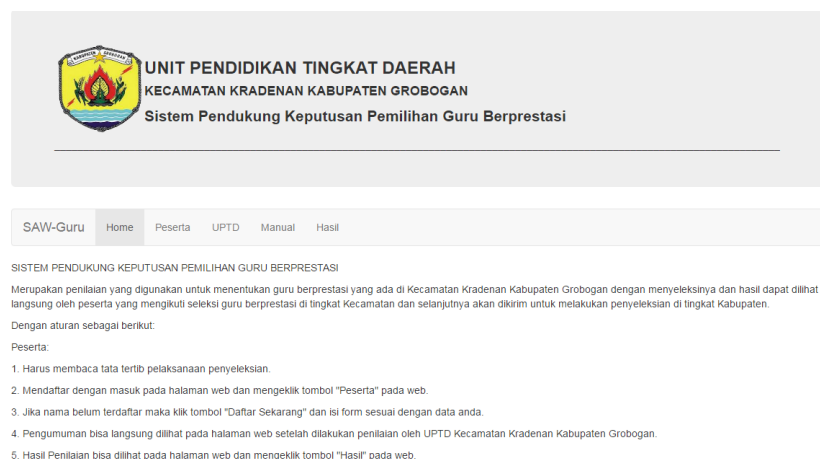 UNIT PENDIDIKAN TINGKAT DAERAH
KECAMATAN KRADENAN KABUPATEN GROBOGAN
Sistem Pendukung Keputusan Pemilihan Guru Berprestasi
SAW-Guru Home Peserta UPTD Manual Hasil
SISTEM PENDUKUNG KEPUTUSAN PEMILIHAN GURU BERPRESTASI
Merupakan penilaian yang digunakan untuk menentukan guru berprestasi yang ada di Kecamatan Kradenan Kabupaten Grobogan dengan menyeleksinya dan hasil dapat dilihat
langsung oleh peserta yang mengikuti seleksi guru berprestasi di tingkat Kecamatan dan selanjutnya akan dikirim untuk melakukan penyeleksian di tingkat Kabupaten.
Dengan aturan sebagai berikut:
Peserta:
1. Harus membaca tata tertib pelaksanaan penyeleksian.
2. Mendaftar dengan masuk pada halaman web dan mengeklik tombol "Peserta" pada web.
3. Jika nama belum terdaftar maka klik tombol "Daftar Sekarang" dan isi form sesuai dengan data anda.
4. Pengumuman bisa langsung dilihat pada halaman web setelah dilakukan penilaian oleh UPTD Kecamatan Kradenan Kabupaten Grobogan.
5. Hasil Penilaian bisa dilihat pada halaman web dan mengeklik tombol "Hasil" pada web.